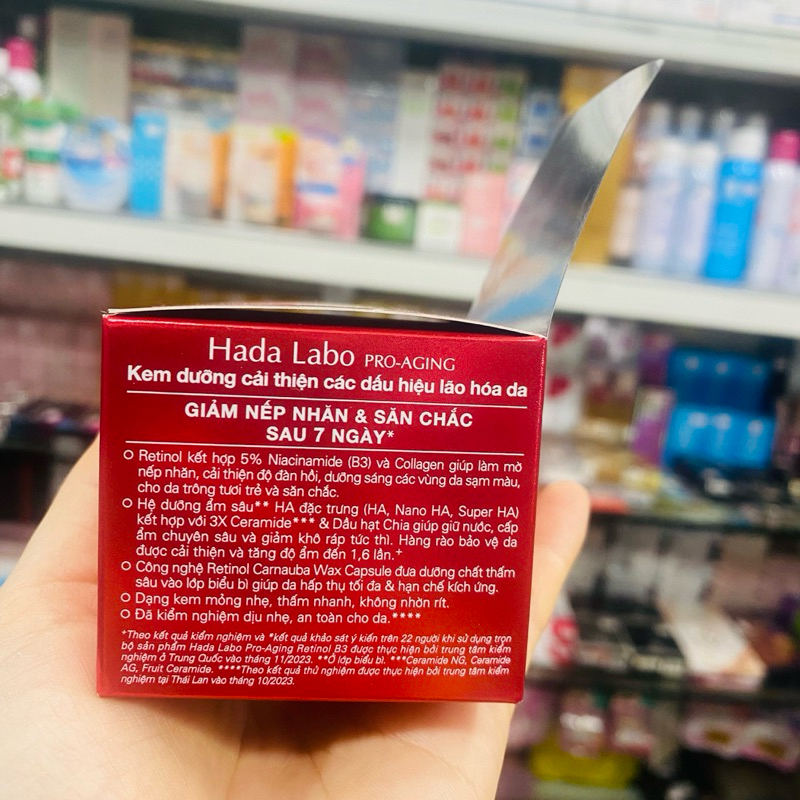 Hada Labo PRO-AGING
Kem dưỡng cải thiện các dấu hiệu lão hóa da
GIẢM NẾP NHĂN & SĂN CHẮC
SAU 7 NGÀY*
Retinol kết hợp 5% Niacinamide (B3) và Collagen giúp làm mờ
nếp nhăn, cải thiện độ đàn hồi, dưỡng sáng các vùng da sạm màu,
cho da trông tươi trẻ và săn chắc.
Hệ dưỡng ẩm sâu** HA đặc trưng (HA, Nano HA, Super HA)
kết hợp với 3X Ceramide*** & Dầu hạt Chia giúp giữ nước, cấp
ẩm chuyên sâu và giảm khô ráp tức thì. Hàng rào bảo vệ da
được cải thiện và tăng độ ẩm đến 1,6 lần.+
Công nghệ Retinol Carnauba Wax Capsule đưa dưỡng chất thấm
sâu vào lớp biểu bì giúp da hấp thụ tối đa & hạn chế kích ứng.
Dạng kem mỏng nhẹ, thấm nhanh, không nhờn rít.
Đã kiểm nghiệm dịu nhẹ, an toàn cho da.****
+Theo kết quả kiểm nghiệm và *kết quả khảo sát ý kiến trên 22 người khi sử dụng trọn
bộ sản phẩm Hada Labo Pro-Aging Retinol B3 được thực hiện bởi trung tâm kiểm
nghiệm ở Trung Quốc vào tháng 11/2023. **Ở lớp biểu bì. ***Ceramide NG, Ceramide
AG, Fruit Ceramide. ****Theo kết quả thử nghiệm được thực hiện bởi trung tâm kiểm
nghiệm tại Thái Lan vào tháng 10/2023.